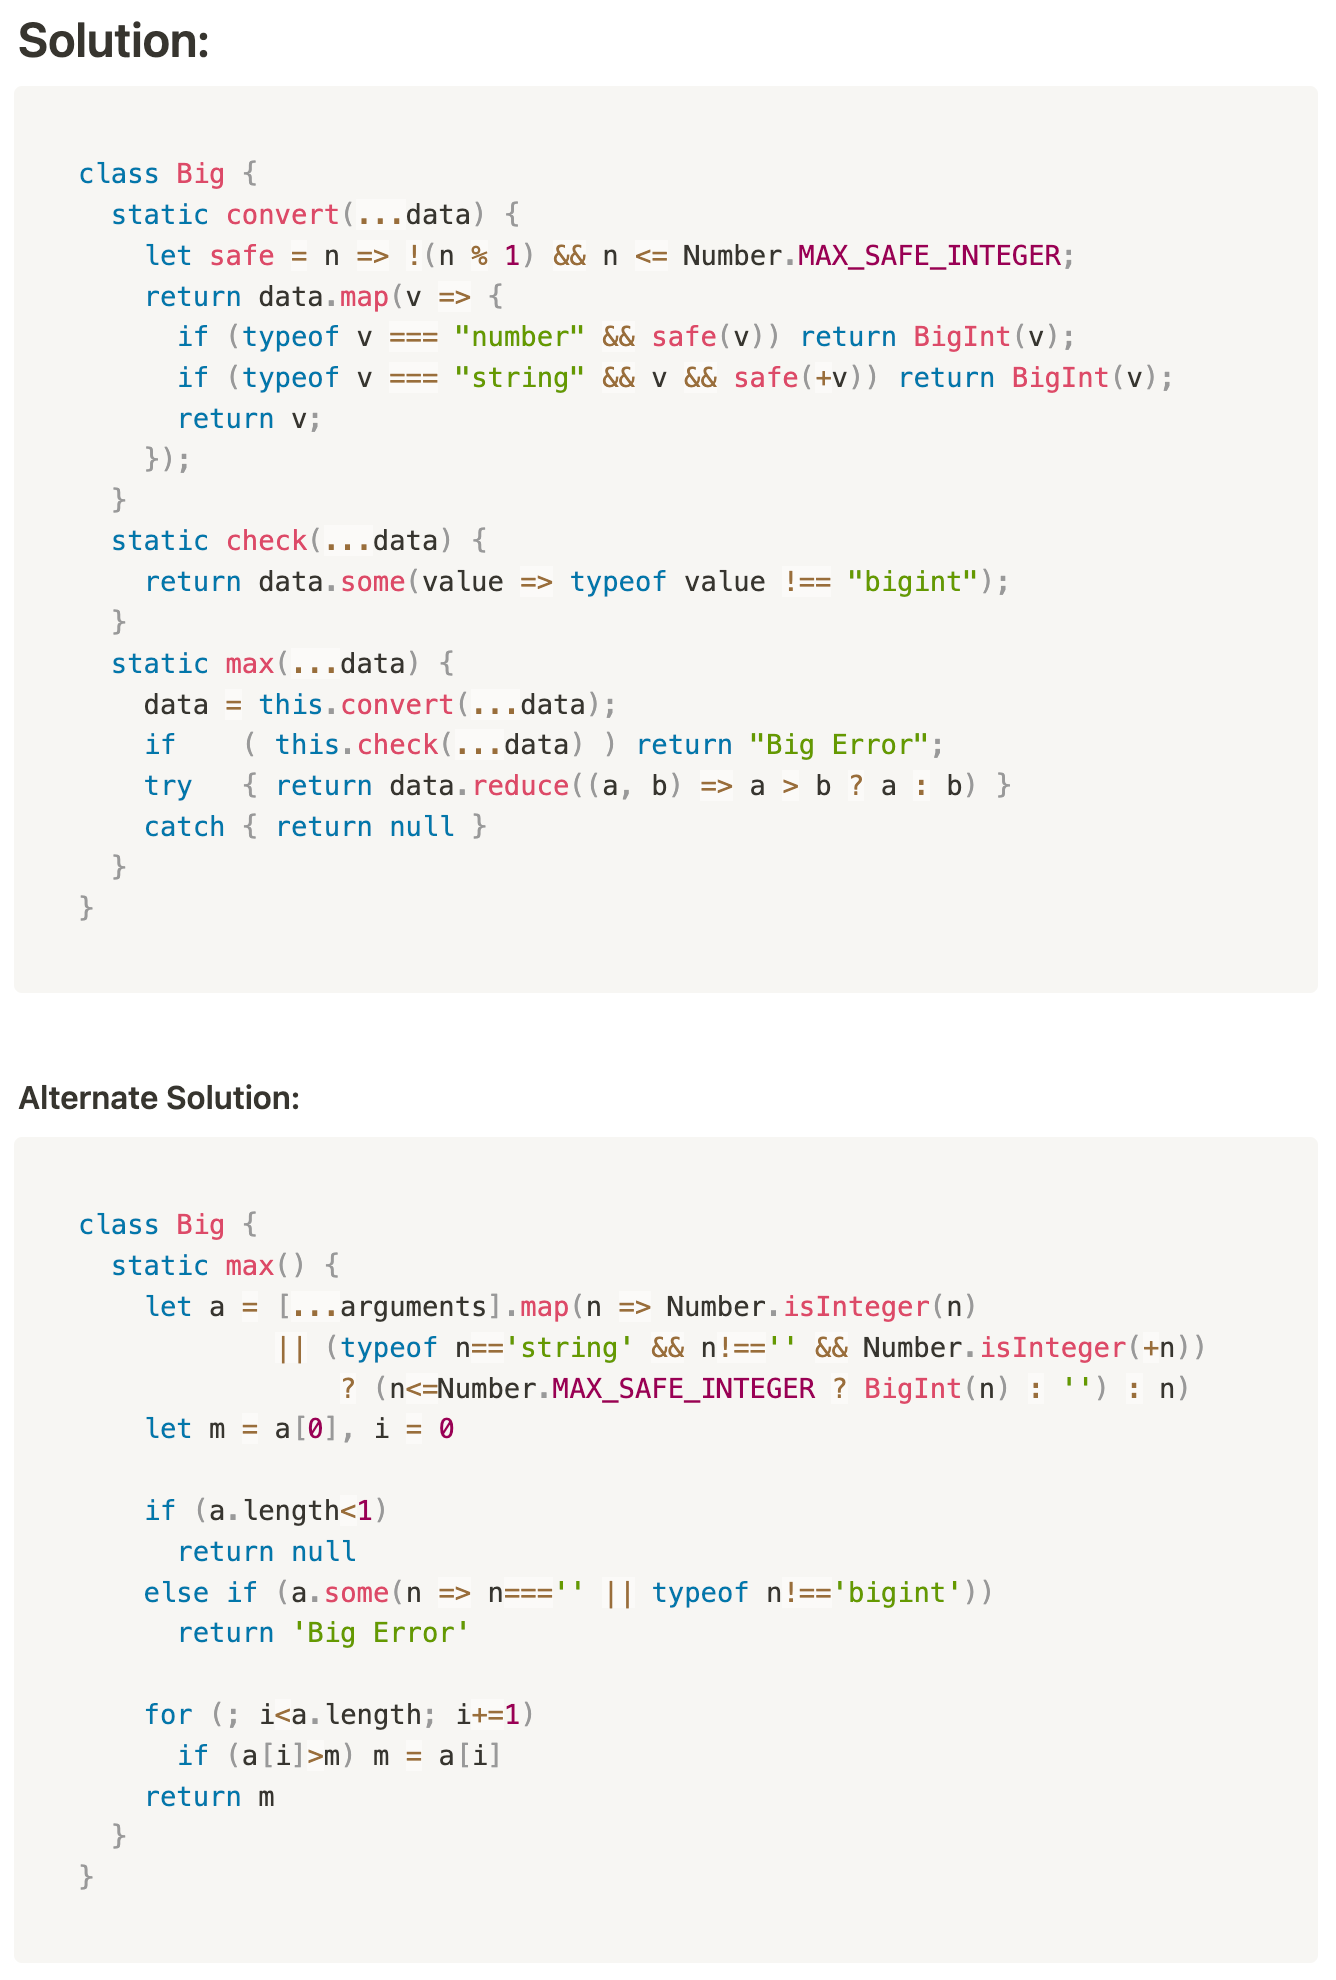 Solution:
class Big {
  static convert(...data) {
    let safe = n => !(n % 1) && n <= Number.MAX_SAFE_INTEGER;
    return data.map(v => {
      if (typeof v === "number" && safe(v)) return BigInt(v);
      if (typeof v === "string" && v && safe(+v)) return BigInt(v);
      return v;
    });
  }
  static check(...data) {
    return data.some(value => typeof value !== "bigint");
  }
  static max(...data) {
    data = this.convert(...data);
    if    ( this.check(...data) ) return "Big Error";
    try   { return data.reduce((a, b) => a > b ? a : b) }
    catch { return null }
  }
}
Alternate Solution:
class Big {
  static max() {
    let a = [...arguments].map(n => Number.isInteger(n)
            || (typeof n=='string' && n!=='' && Number.isInteger(+n))
                ? (n<=Number.MAX_SAFE_INTEGER ? BigInt(n) : '') : n)
    let m = a[0], i = 0
    if (a.length<1)
      return null
    else if (a.some(n => n==='' || typeof n!=='bigint'))
      return 'Big Error'
    for (; i<a.length; i+=1)
      if (a[i]>m) m = a[i]
    return m
  }
}